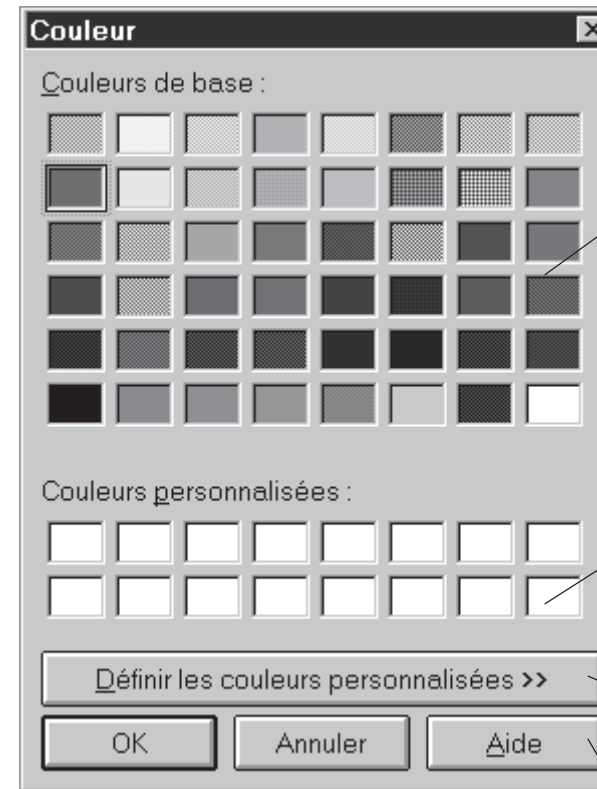 Couleur
Couleurs de base :
Couleurs personnalisées :
Définir les couleurs personnalisées >>
OK
Annuler
Aide